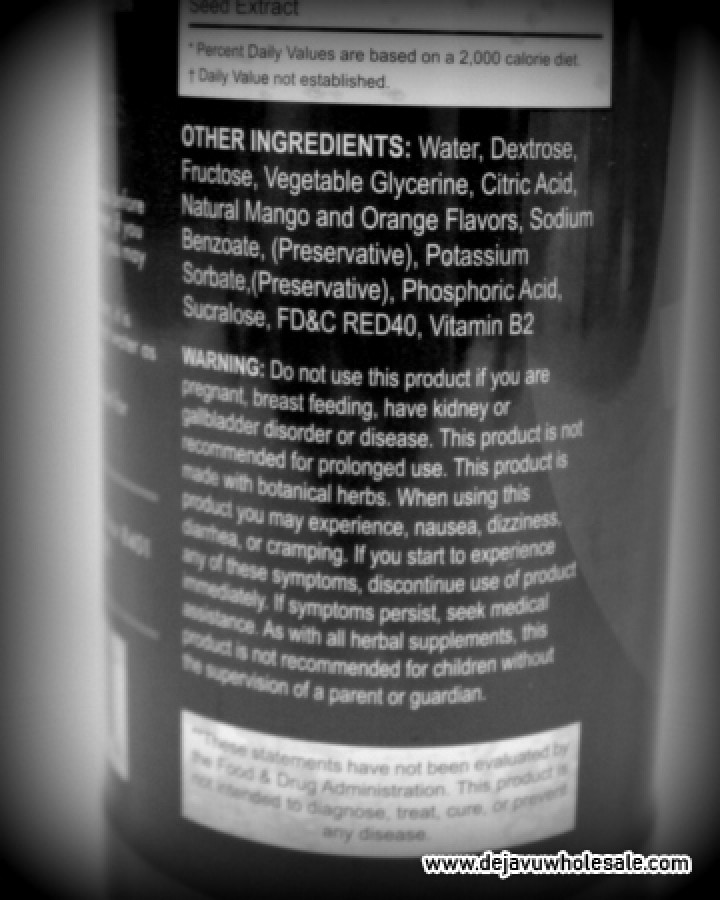 Seed Extract
* Percent Daily Values are based on a 2,000 calorie diet.
† Daily Value not established.
OTHER INGREDIENTS: Water, Dextrose,
Fructose, Vegetable Glycerine, Citric Acid,
Natural Mango and Orange Flavors, Sodium
Benzoate, (Preservative), Potassium
Sorbate,(Preservative), Phosphoric Acid,
Sucralose, FD&C RED40, Vitamin B2
WARNING: Do not use this product if you are
pregnant, breast feeding, have kidney or
gallbladder disorder or disease. This product is not
recommended for prolonged use. This product is
made with botanical herbs. When using this
product you may experience, nausea, dizziness,
diarrhea, or cramping. If you start to experience
any of these symptoms, discontinue use of product
immediately. If symptoms persist, seek medical
assistance. As with all herbal supplements, this
product is not recommended for children without
the supervision of a parent or guardian.
**These statements have not been evaluated by
the Food & Drug Administration. This product is
not intended to diagnose, treat, cure, or prevent
any disease.
www.dejavuwholesale.com